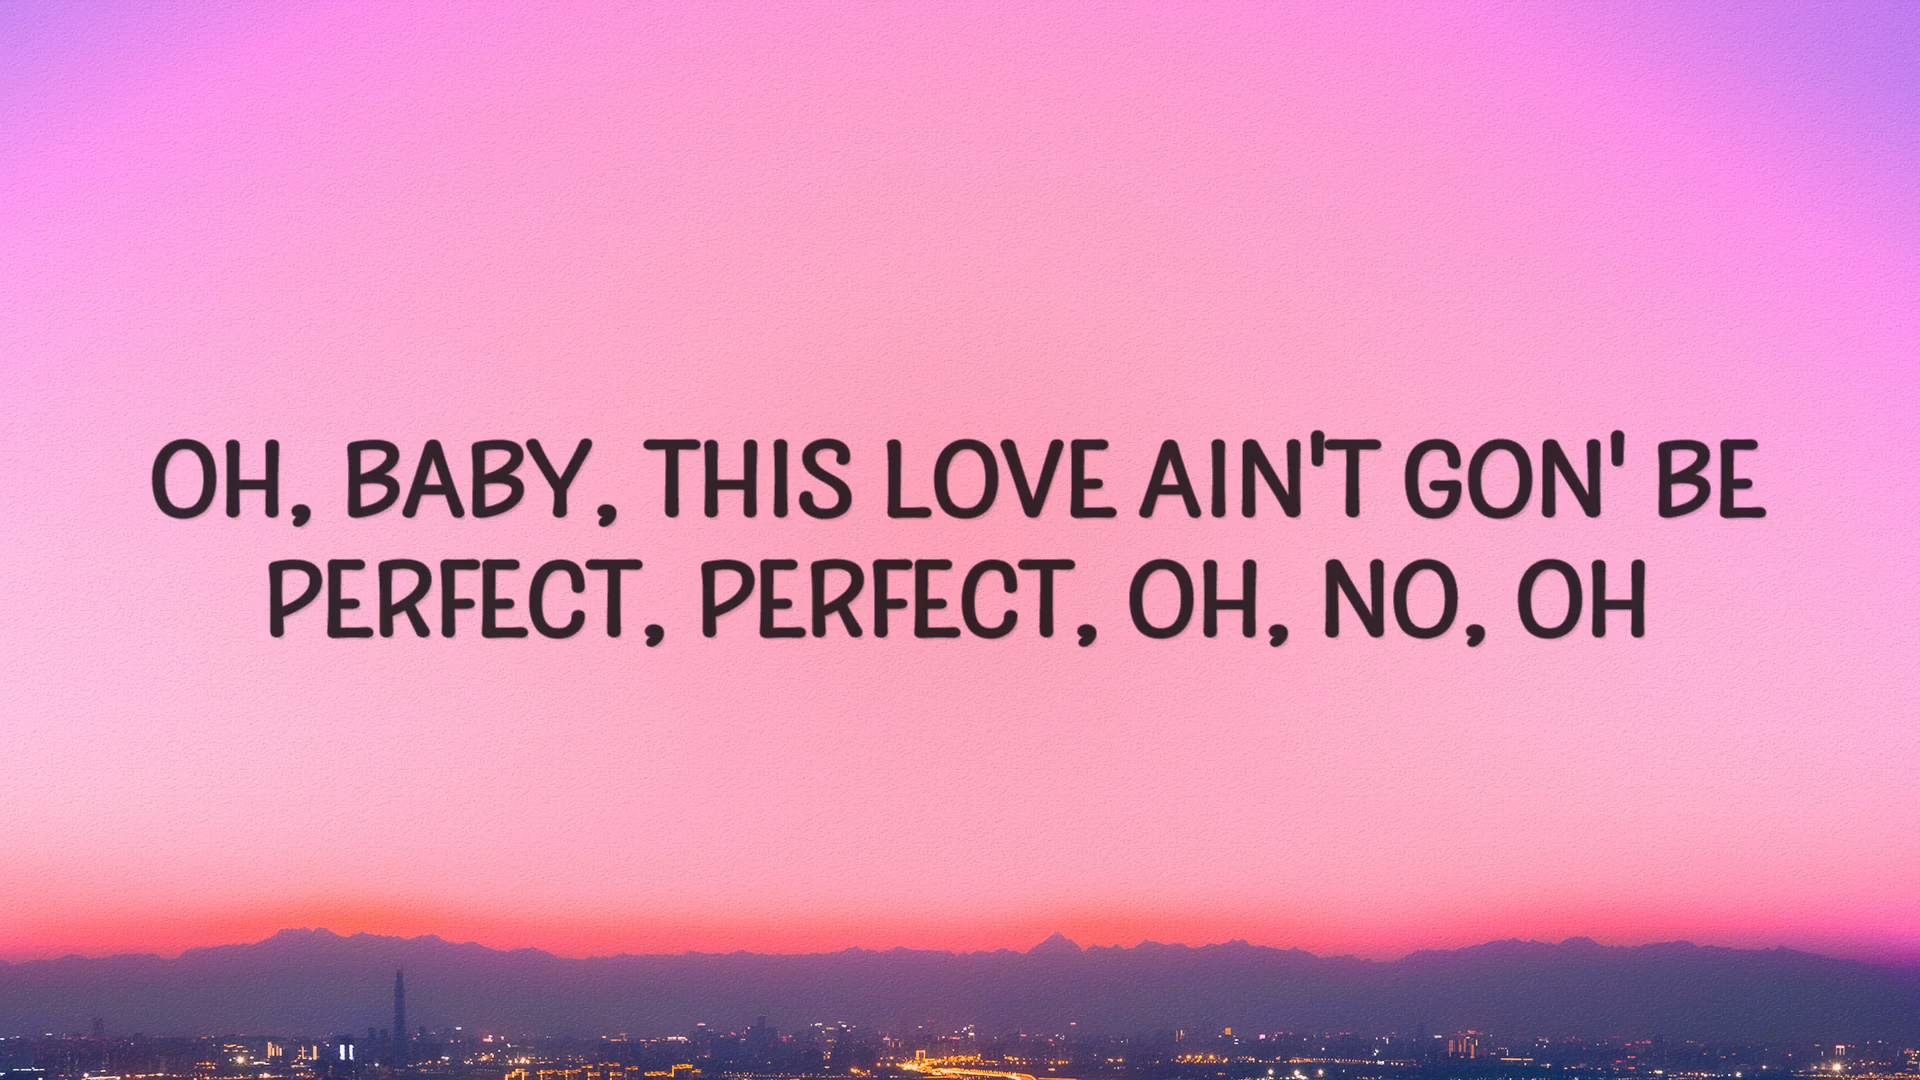 OH, BABY, THIS LOVE AIN'T GON' BE
PERFECT, PERFECT, OH, NO, OH